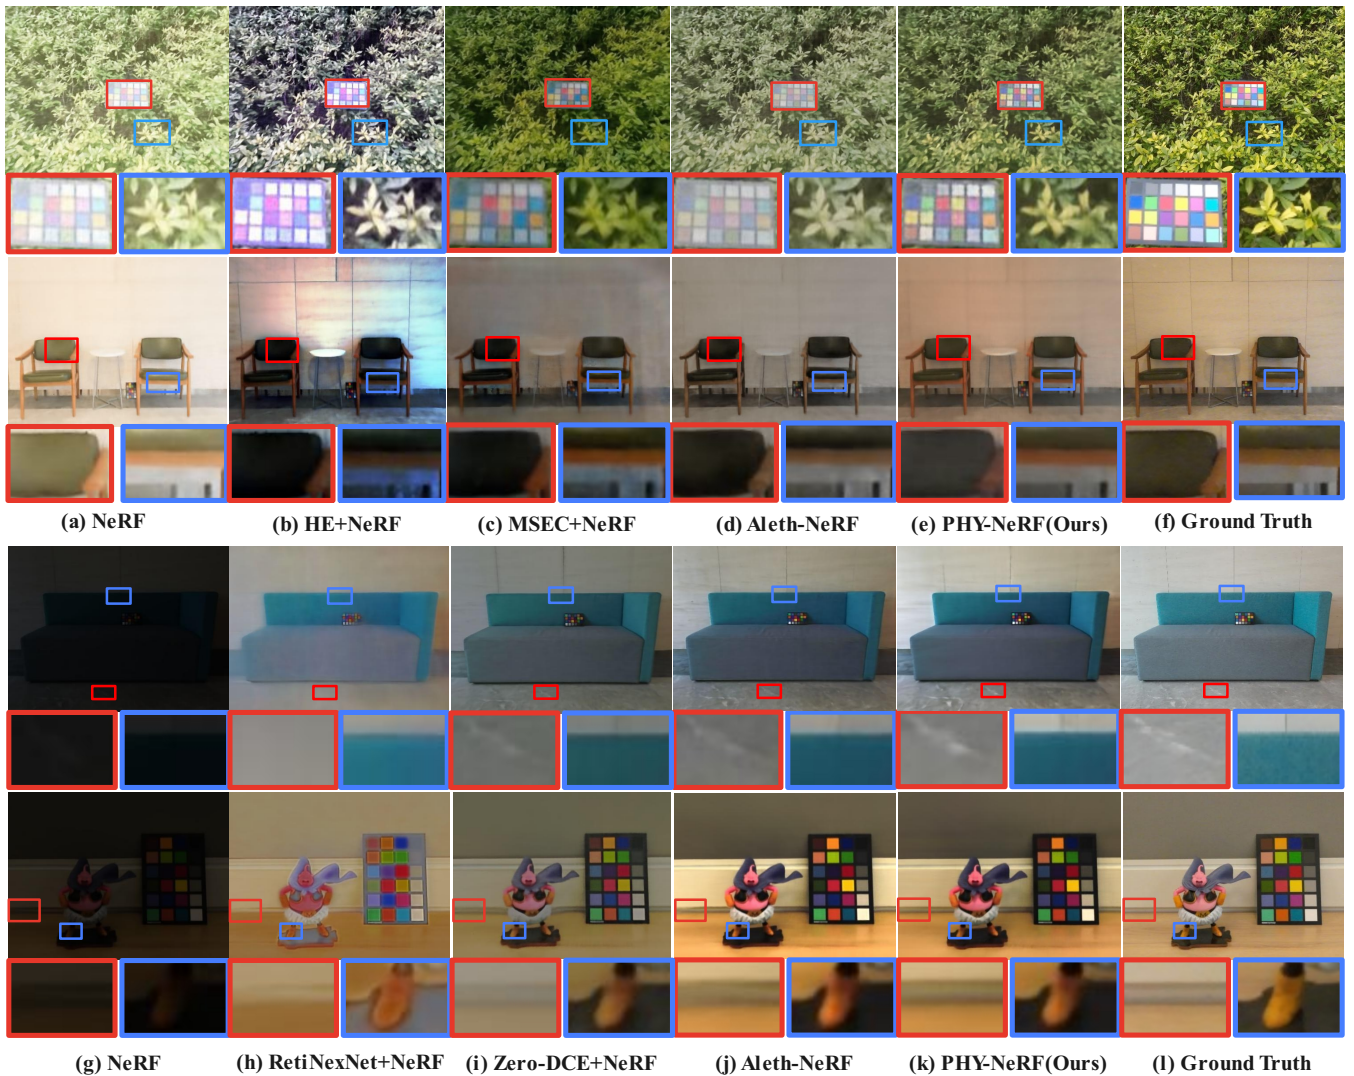 (a) NeRF
(b) HE+NeRF
(c) MSEC+NeRF
(d) Aleth-NeRF
(e) PHY-NeRF(Ours)
(f) Ground Truth
(g) NeRF
(h) RetiNexNet+NeRF
(i) Zero-DCE+NeRF
(j) Aleth-NeRF
(k) PHY-NeRF(Ours)
(l) Ground Truth